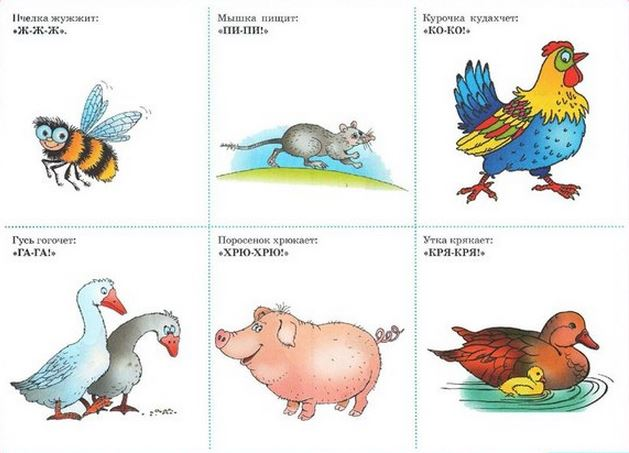 Пчелка жужжит:
«Ж-Ж-Ж».
Мышка пищит:
«ПИ-ПИ!»
Курочка кудахчет:
«КО-КО!»
Гусь гогочет:
«ГА-ГА!»
Поросенок хрюкает:
«ХРЮ-ХРЮ!»
Утка крякает:
«КРЯ-КРЯ!»